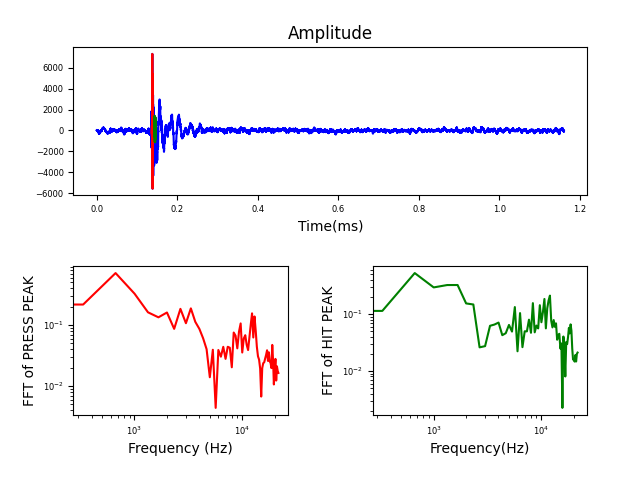 Amplitude
6000
4000
2000
0
−2000
−4000
−6000
0.0 0.2 0.4 0.6 0.8 1.0 1.2
Time(ms)
FFT of PRESS PEAK
10⁻¹
10⁻²
10³ 10⁴
Frequency (Hz)
FFT of HIT PEAK
10⁻¹
10⁻²
10³ 10⁴
Frequency(Hz)